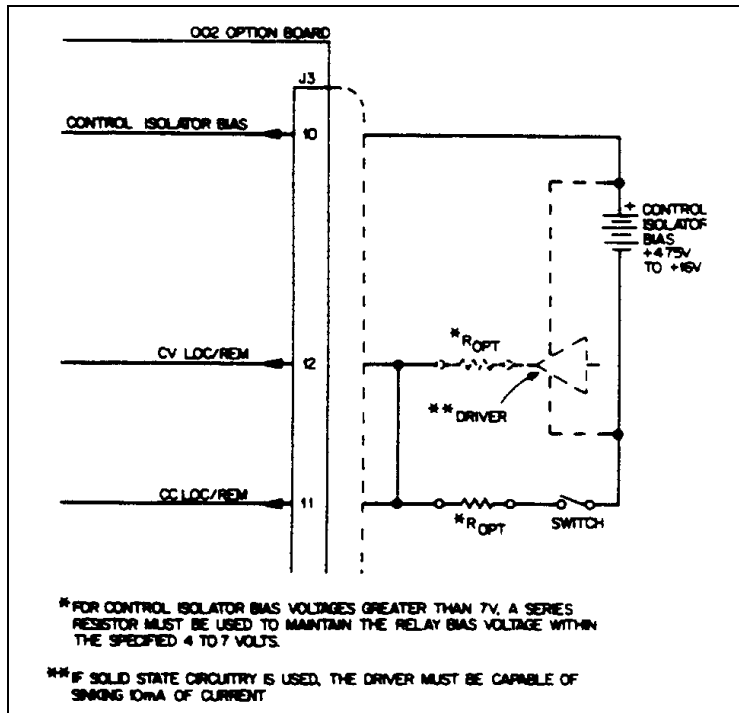 002 OPTION BOARD
J3
CONTROL ISOLATOR BIAS
10
+ CONTROL
ISOLATOR
BIAS
+4.75V
TO +16V
*ROPT
CV LOC/REM
12
**DRIVER
CC LOC/REM
11
*ROPT
SWITCH
*FOR CONTROL ISOLATOR BIAS VOLTAGES GREATER THAN 7V, A SERIES
RESISTOR MUST BE USED TO MAINTAIN THE RELAY BIAS VOLTAGE WITHIN
THE SPECIFIED 4 TO 7 VOLTS.
**IF SOLID STATE CIRCUITRY IS USED, THE DRIVER MUST BE CAPABLE OF
SINKING 10mA OF CURRENT